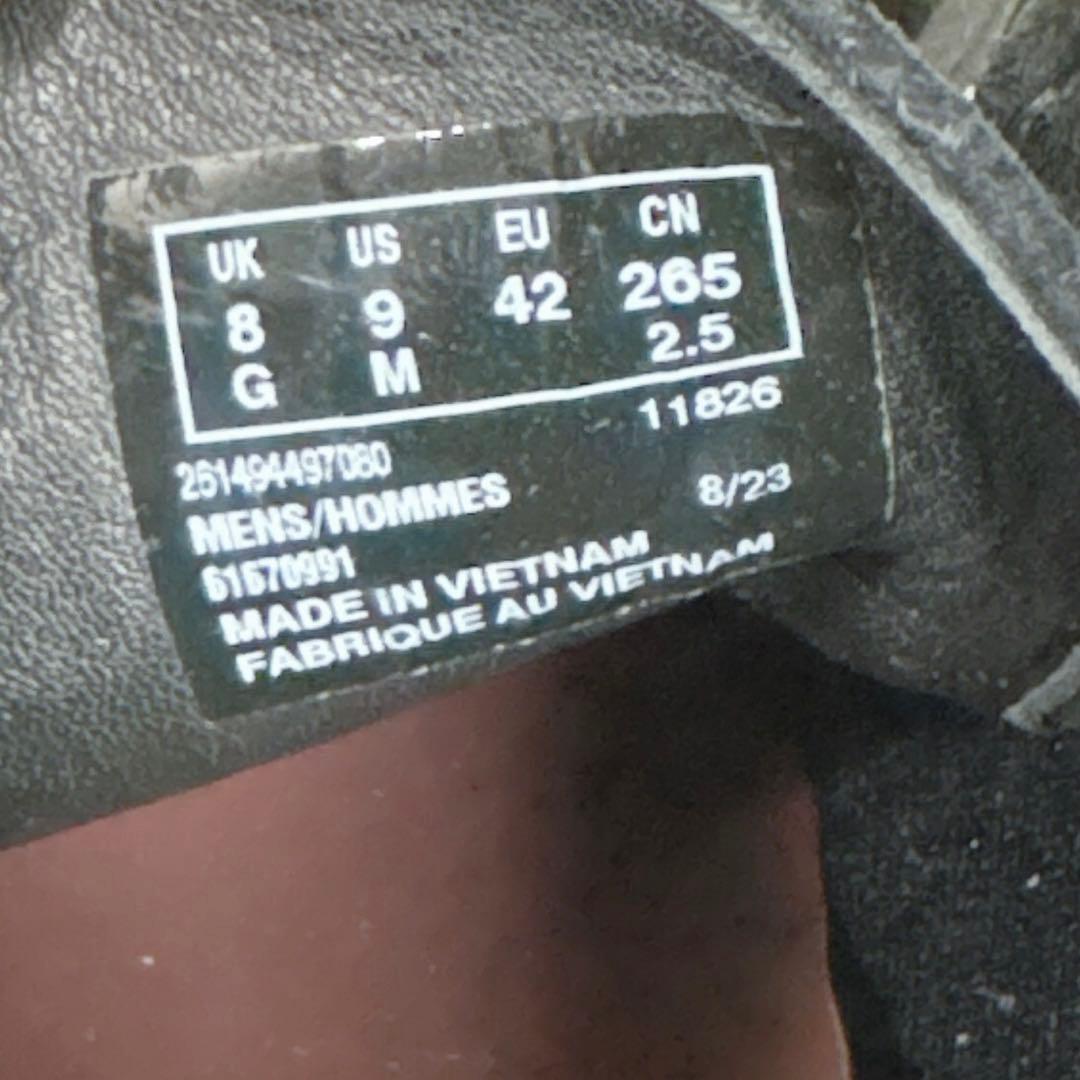 UK US EU CN
8 9 42 265
G M 2.5
11826
261494497080
MENS/HOMMES 8/23
61670991
MADE IN VIETNAM
FABRIQUE AU VIETNAM